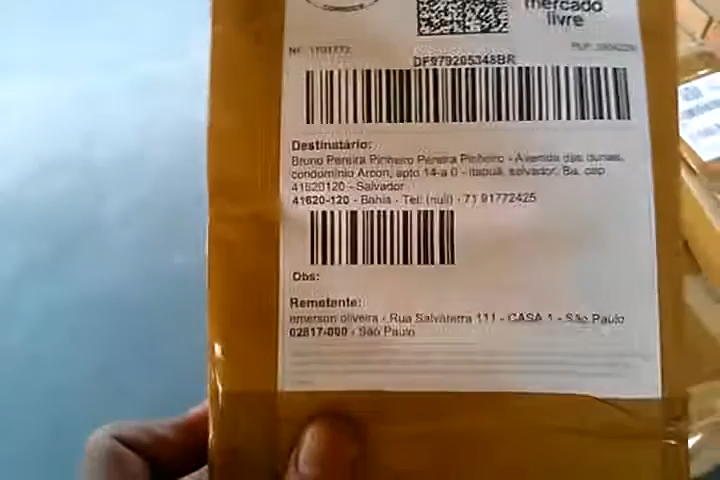 mercado
livre
DF979205348BR
Destinatário:
Bruno Pereira Pinheiro Pereira Pinheiro - Avenida das dunas,
condomínio Arcon, apto 14-a 0 - Itapuã, salvador, Ba, cep
41620120 - Salvador
41620-120 - Bahia - Tel: (null) - 71 91772425
Obs:
Remetente:
emerson oliveira - Rua Salvaterra 111 - CASA 1 - São Paulo
02817-000 - São Paulo